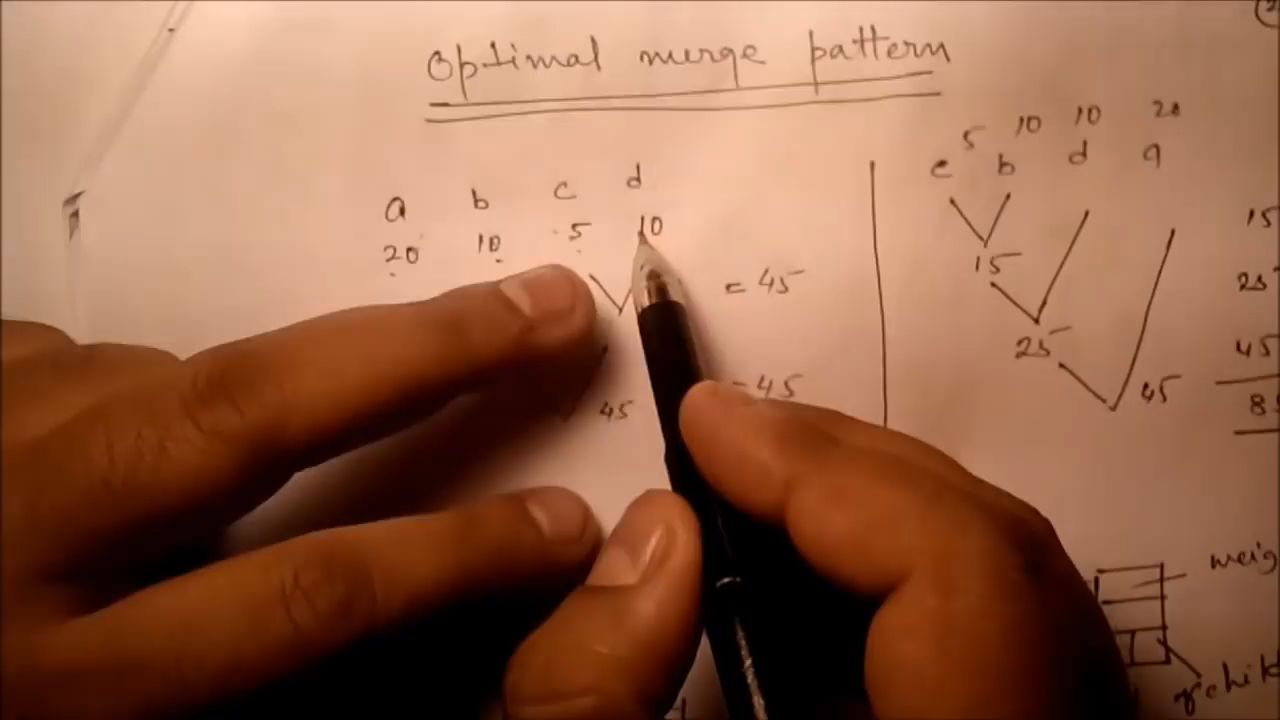 Optimal merge pattern
a b c d
20 10 5 10
= 45
45 = 45
5 10 10 20
c b d a
15
25
45
15
25
45
8